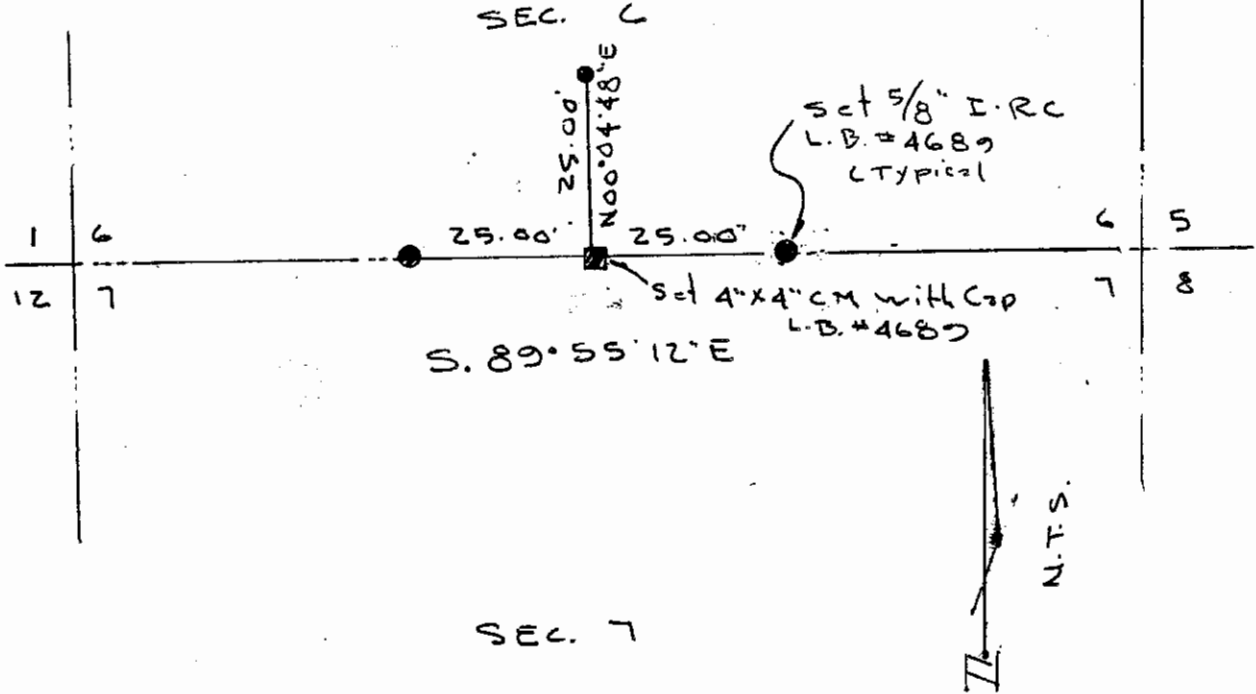 SEC. 6
25.00'
N00°04'48"E
Set 5/8" I.RC
L.B. #4689
(Typical
1 6
25.00' 25.00"
6 5
12 7
7 8
Set 4"x4" CM with Cap
L.B. #4689
S. 89°55'12"E
N.T.S.
SEC. 7